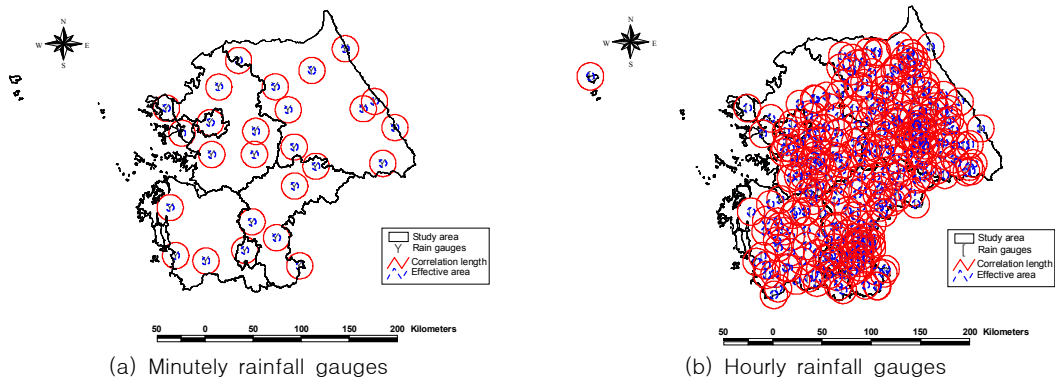 N
W E
S
Study area
Rain gauges
Correlation length
Effective area
50 0 50 100 150 200 Kilometers
(a) Minutely rainfall gauges
N
W E
S
Study area
Rain gauges
Correlation length
Effective area
50 0 50 100 150 200 Kilometers
(b) Hourly rainfall gauges